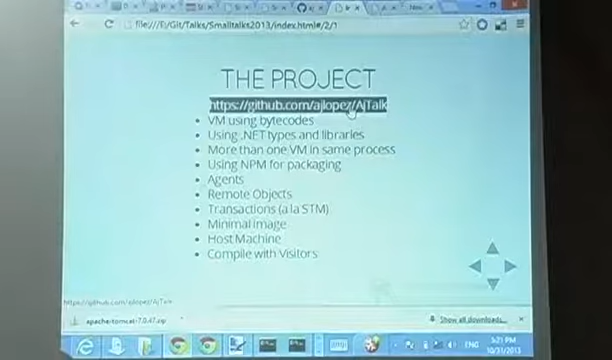 file:///D:/Git/Talks/Smalltalks2013/index.html#/2/1
THE PROJECT
https://github.com/ajlopez/AjTalk
• VM using bytecodes
• Using .NET types and libraries
• More than one VM in same process
• Using NPM for packaging
• Agents
• Remote Objects
• Transactions (a la STM)
• Minimal image
• Host Machine
• Compile with Visitors
https://github.com/ajlopez/AjTalk
apache-tomcat-7.0.47.zip
Show all downloads...
ENG
5:21 PM
10/31/2013